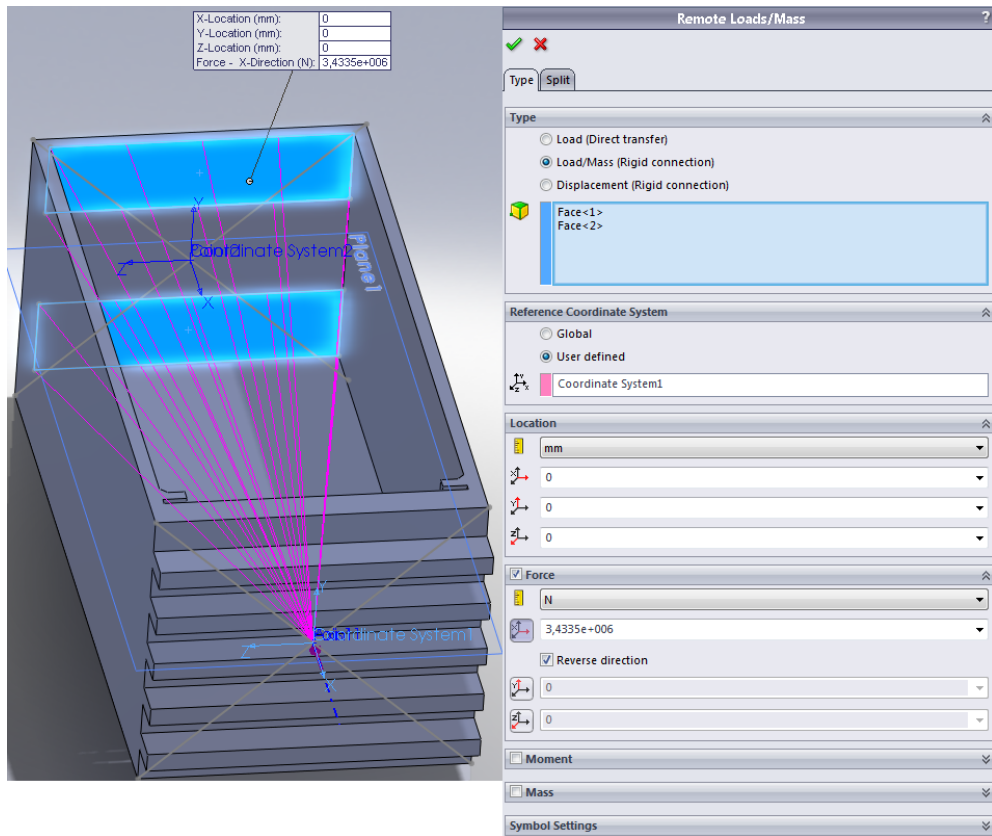 X-Location (mm): 0
Y-Location (mm): 0
Z-Location (mm): 0
Force - X-Direction (N): 3,4335e+006
Y
Coordinate System2
Z
X
Plane1
Y
Coordinate System1
Z
X
Remote Loads/Mass ?
Type Split
Type
Load (Direct transfer)
Load/Mass (Rigid connection)
Displacement (Rigid connection)
Face<1>
Face<2>
Reference Coordinate System
Global
User defined
Coordinate System1
Location
mm
0
0
0
Force
N
3,4335e+006
Reverse direction
0
0
Moment
Mass
Symbol Settings